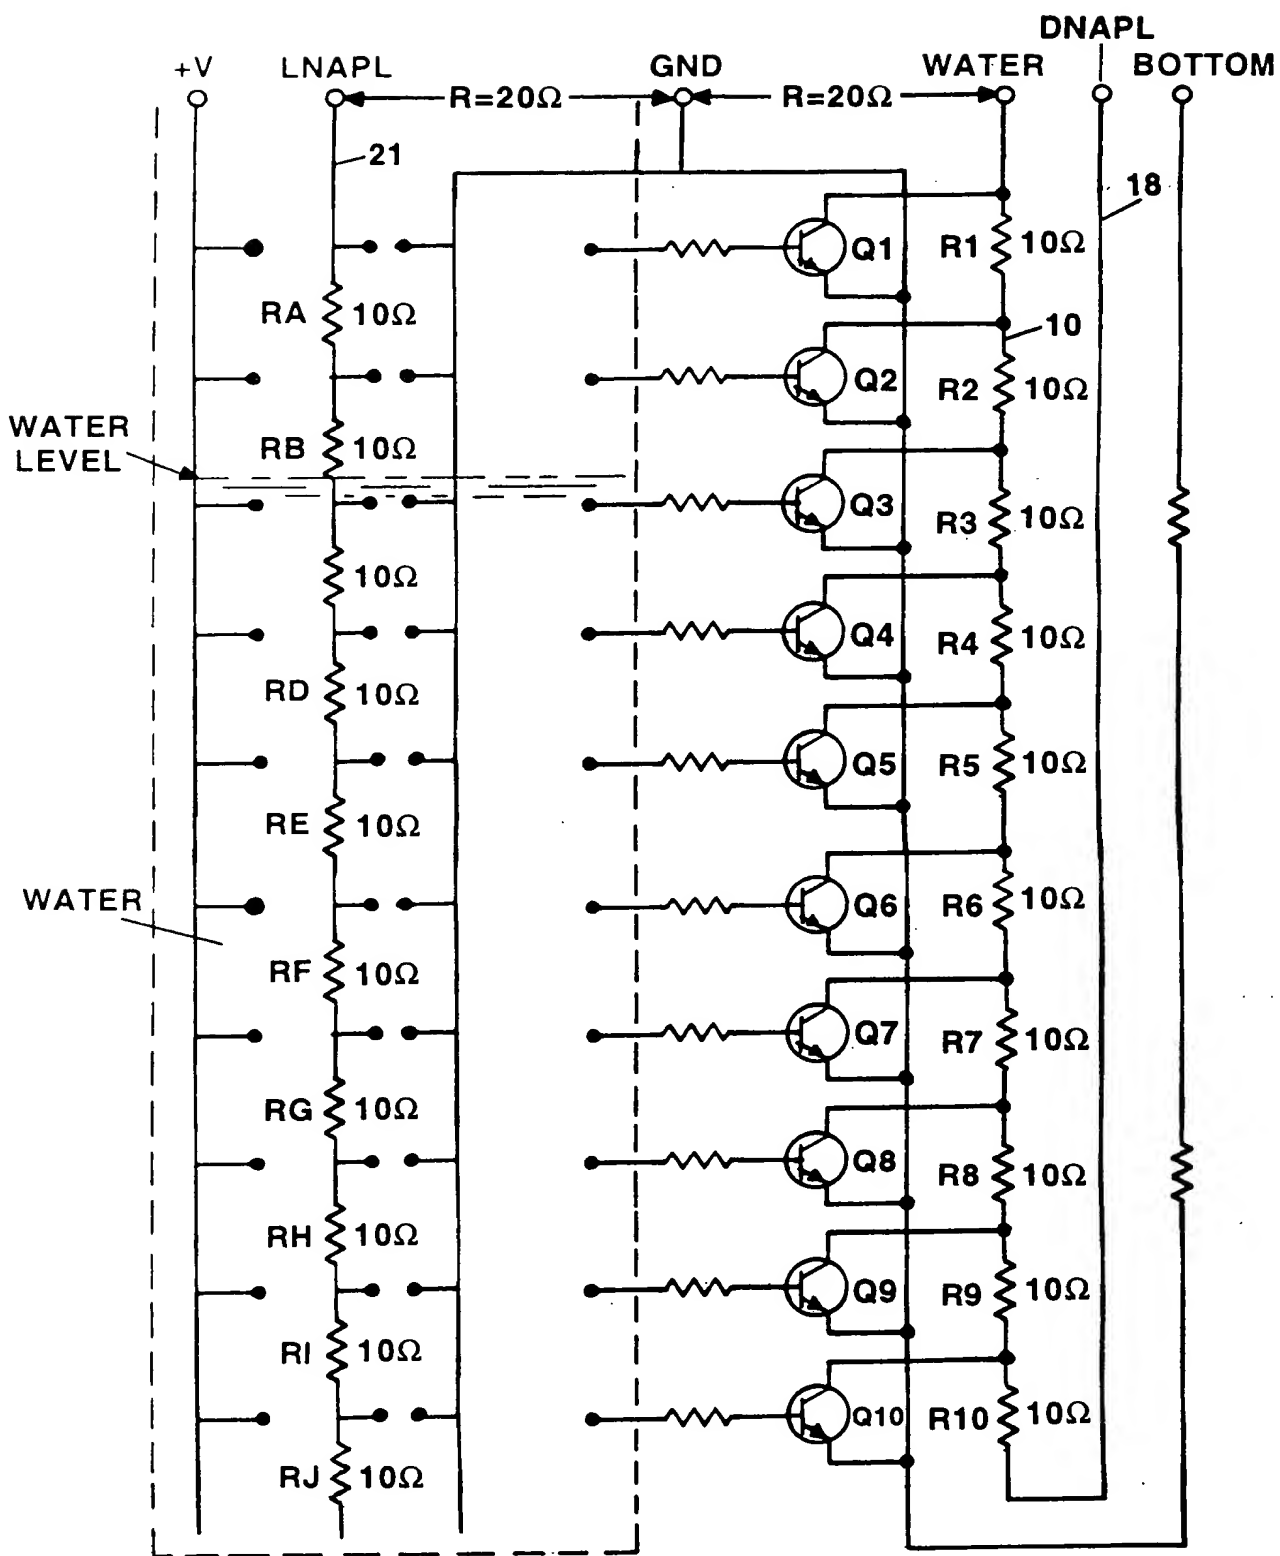 DNAPL
+V LNAPL GND WATER BOTTOM
R=20Ω R=20Ω
21
18
Q1 R1 10Ω
RA 10Ω
10
Q2 R2 10Ω
WATER
LEVEL
RB 10Ω
Q3 R3 10Ω
10Ω
Q4 R4 10Ω
RD 10Ω
Q5 R5 10Ω
RE 10Ω
WATER
Q6 R6 10Ω
RF 10Ω
Q7 R7 10Ω
RG 10Ω
Q8 R8 10Ω
RH 10Ω
Q9 R9 10Ω
RI 10Ω
Q10 R10 10Ω
RJ 10Ω